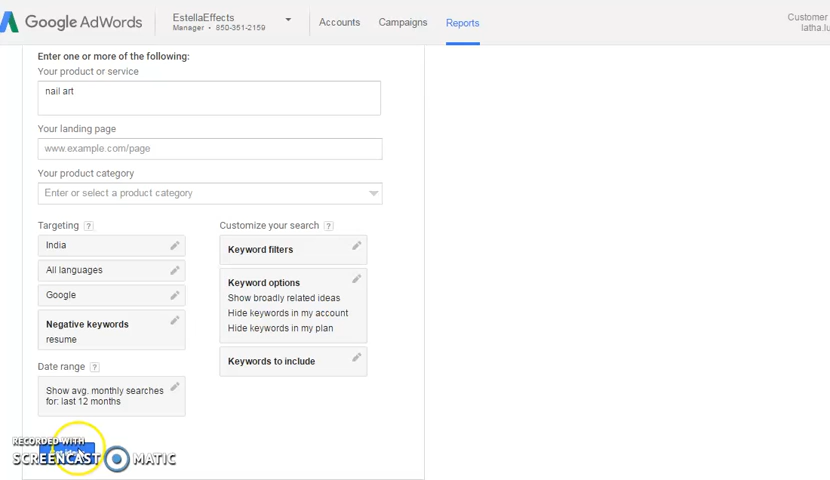 Google AdWords
EstellaEffects
Manager • 850-351-2159
Accounts
Campaigns
Reports
Customer
latha.lu
Enter one or more of the following:
Your product or service
nail art
Your landing page
www.example.com/page
Your product category
Enter or select a product category
Targeting ?
India
All languages
Google
Negative keywords
resume
Date range ?
Show avg. monthly searches
for: last 12 months
Customize your search ?
Keyword filters
Keyword options
Show broadly related ideas
Hide keywords in my account
Hide keywords in my plan
Keywords to include
RECORDED WITH
SCREENCAST MATIC